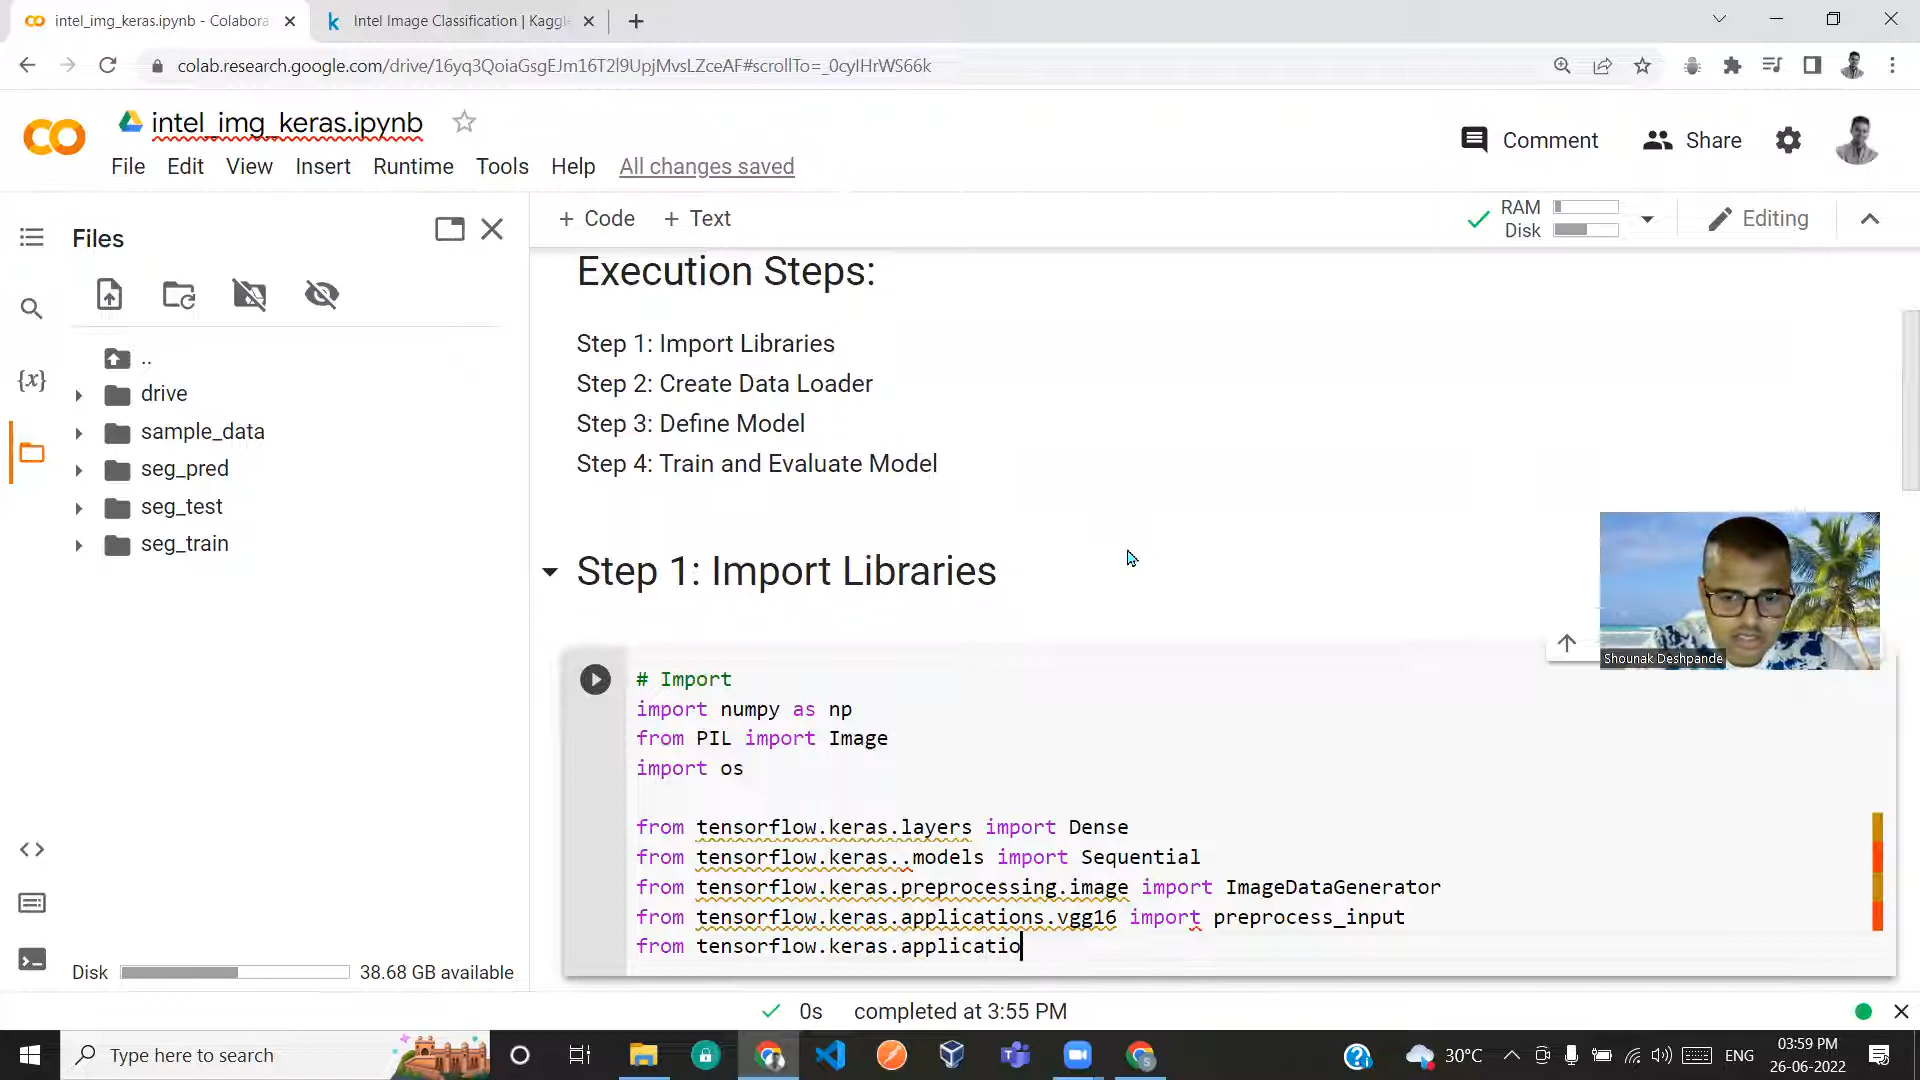 intel_img_keras.ipynb - Colabora
Intel Image Classification | Kaggl
colab.research.google.com/drive/16yq3QoiaGsgEJm16T2l9UpjMvsLZceAF#scrollTo=_0cyIHrWS66k
intel_img_keras.ipynb
Comment
Share
File Edit View Insert Runtime Tools Help All changes saved
Files
+ Code + Text
RAM
Disk
Editing
..
drive
sample_data
seg_pred
seg_test
seg_train
Disk 38.68 GB available
Execution Steps:
Step 1: Import Libraries
Step 2: Create Data Loader
Step 3: Define Model
Step 4: Train and Evaluate Model
Step 1: Import Libraries
Shounak Deshpande
# Import
import numpy as np
from PIL import Image
import os
from tensorflow.keras.layers import Dense
from tensorflow.keras..models import Sequential
from tensorflow.keras.preprocessing.image import ImageDataGenerator
from tensorflow.keras.applications.vgg16 import preprocess_input
from tensorflow.keras.applicatio
0s completed at 3:55 PM
Type here to search
30°C
ENG
03:59 PM
26-06-2022